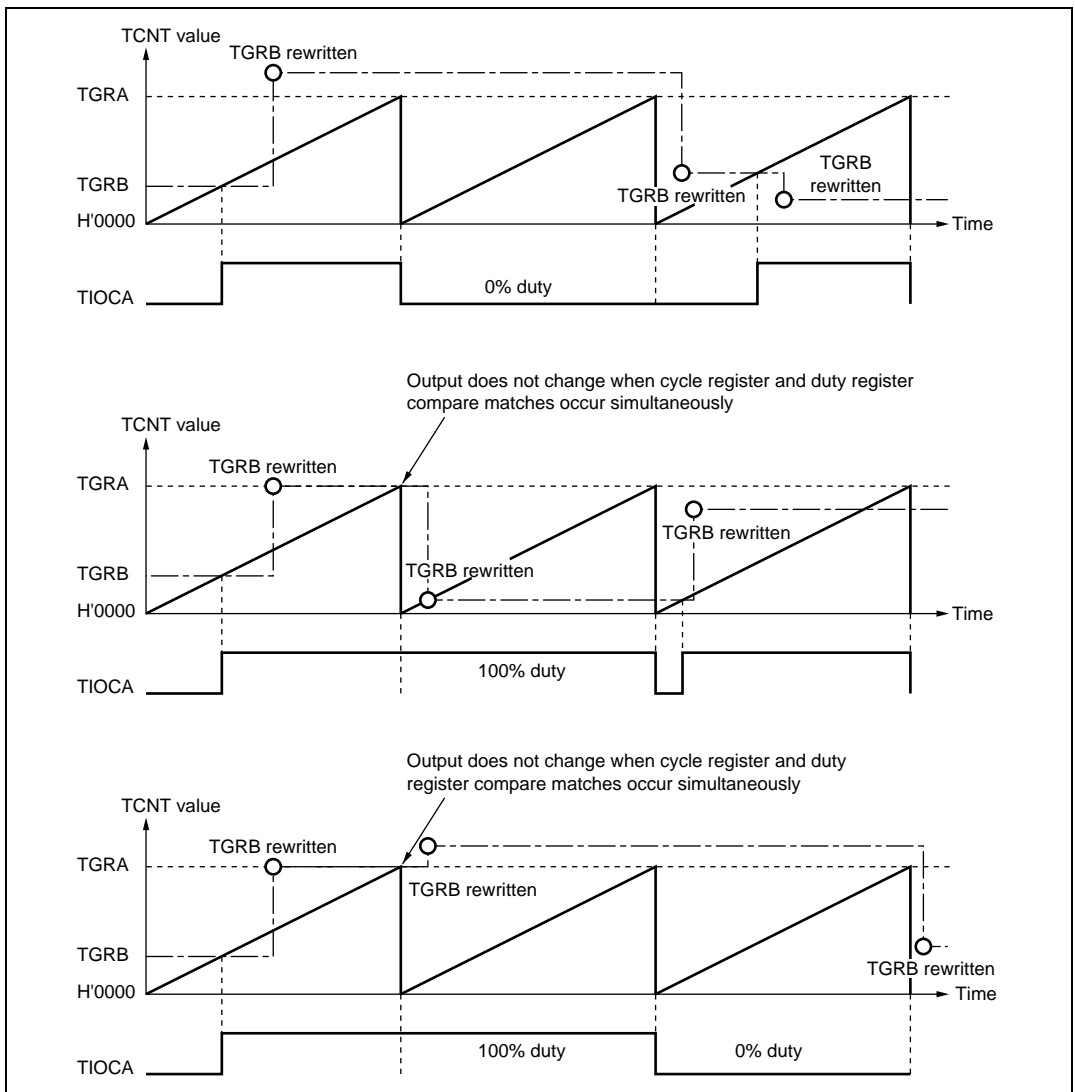 TCNT value
TGRB rewritten
TGRA
TGRB
rewritten
TGRB
TGRB rewritten
H'0000
Time
TIOCA
0% duty
Output does not change when cycle register and duty register
compare matches occur simultaneously
TCNT value
TGRB rewritten
TGRA
TGRB rewritten
TGRB
TGRB rewritten
H'0000
Time
TIOCA
100% duty
Output does not change when cycle register and duty
register compare matches occur simultaneously
TCNT value
TGRB rewritten
TGRA
TGRB rewritten
TGRB
TGRB rewritten
H'0000
Time
TIOCA
100% duty
0% duty